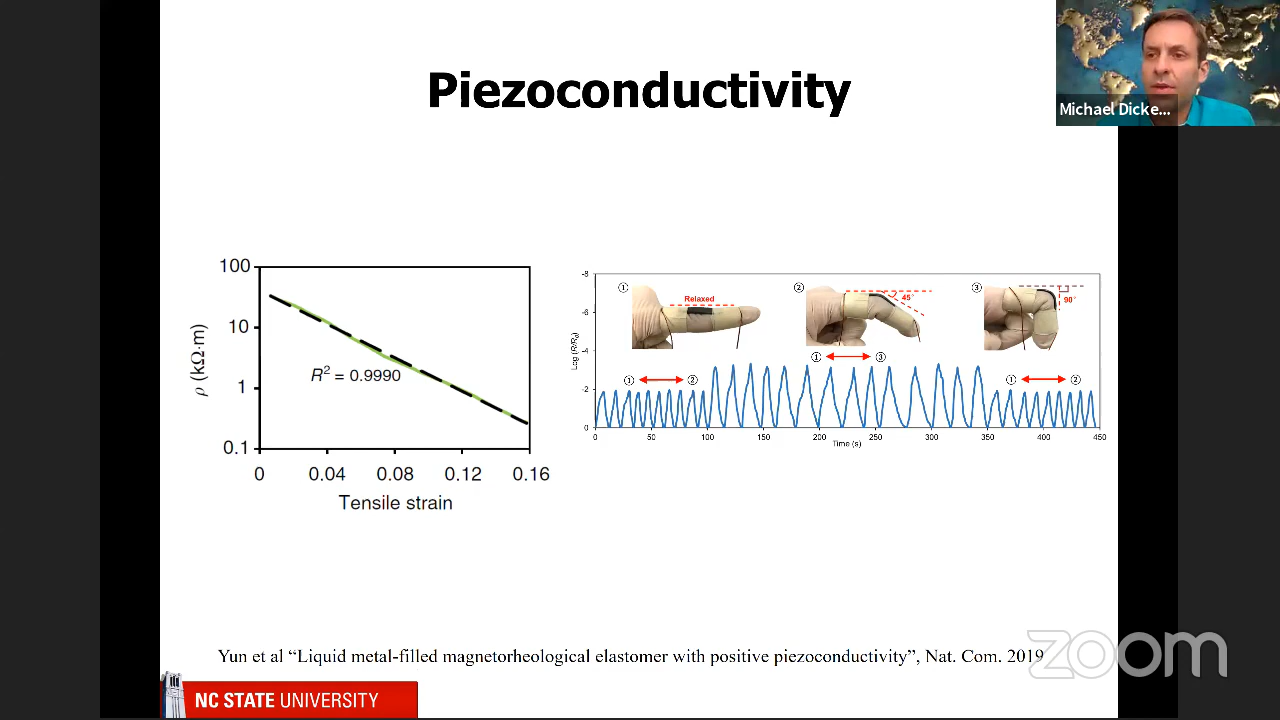 Piezoconductivity
Michael Dicke...
100
10
1
0.1
ρ (kΩ·m)
R² = 0.9990
0 0.04 0.08 0.12 0.16
Tensile strain
-8
-6
-4
-2
0
Log (R/R₀)
① Relaxed
② 45°
③ 90°
① ②
① ③
① ②
0 50 100 150 200 250 300 350 400 450
Time (s)
Yun et al “Liquid metal-filled magnetorheological elastomer with positive piezoconductivity”, Nat. Com. 2019
zoom
NC STATE UNIVERSITY